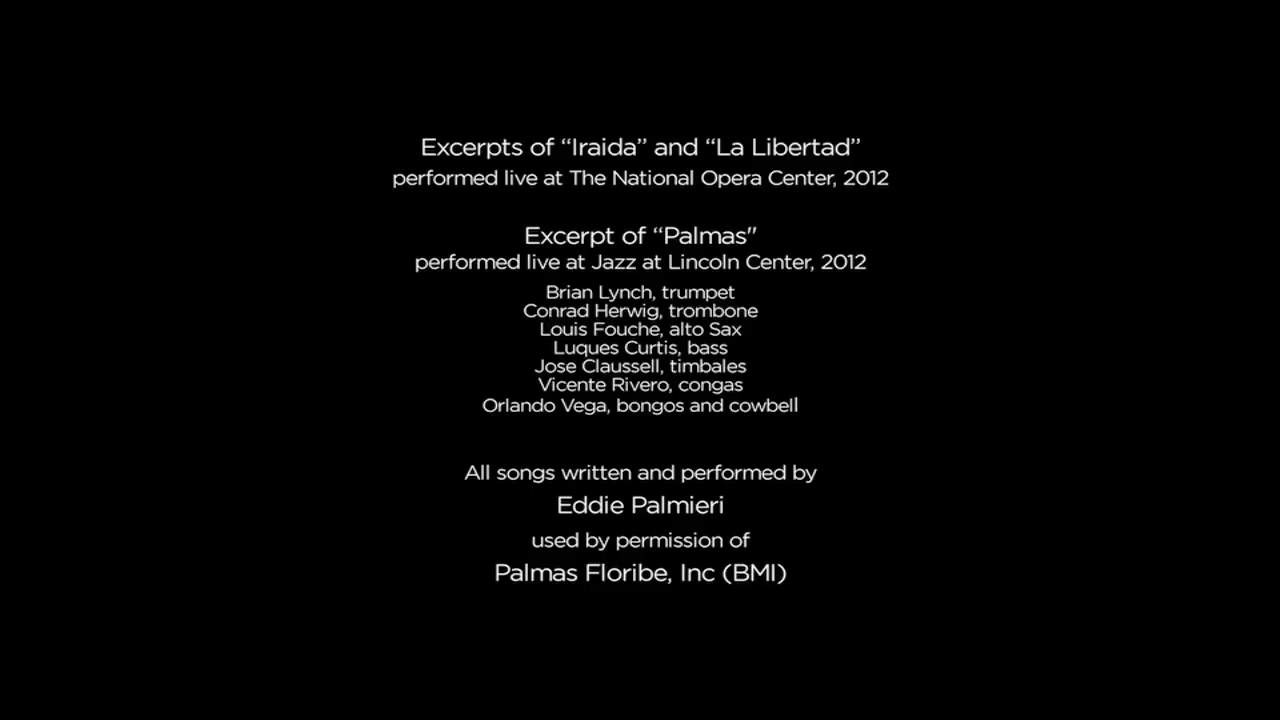 Excerpts of “Iraida” and “La Libertad”
performed live at The National Opera Center, 2012
Excerpt of “Palmas"
performed live at Jazz at Lincoln Center, 2012
Brian Lynch, trumpet
Conrad Herwig, trombone
Louis Fouche, alto Sax
Luques Curtis, bass
Jose Claussell, timbales
Vicente Rivero, congas
Orlando Vega, bongos and cowbell
All songs written and performed by
Eddie Palmieri
used by permission of
Palmas Floribe, Inc (BMI)